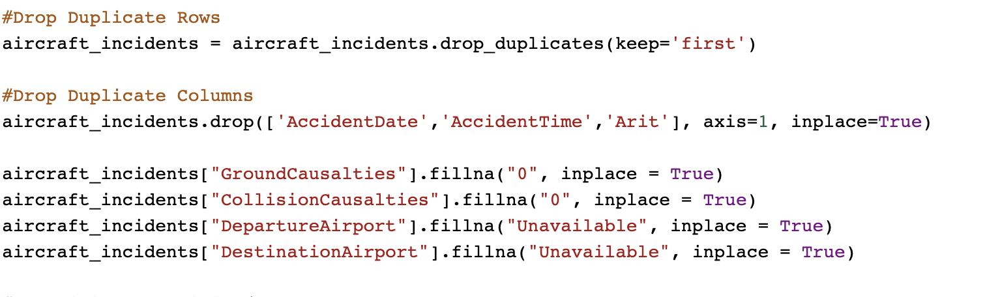 #Drop Duplicate Rows
aircraft_incidents = aircraft_incidents.drop_duplicates(keep='first')
#Drop Duplicate Columns
aircraft_incidents.drop(['AccidentDate','AccidentTime','Arit'], axis=1, inplace=True)
aircraft_incidents["GroundCausalties"].fillna("0", inplace = True)
aircraft_incidents["CollisionCausalties"].fillna("0", inplace = True)
aircraft_incidents["DepartureAirport"].fillna("Unavailable", inplace = True)
aircraft_incidents["DestinationAirport"].fillna("Unavailable", inplace = True)